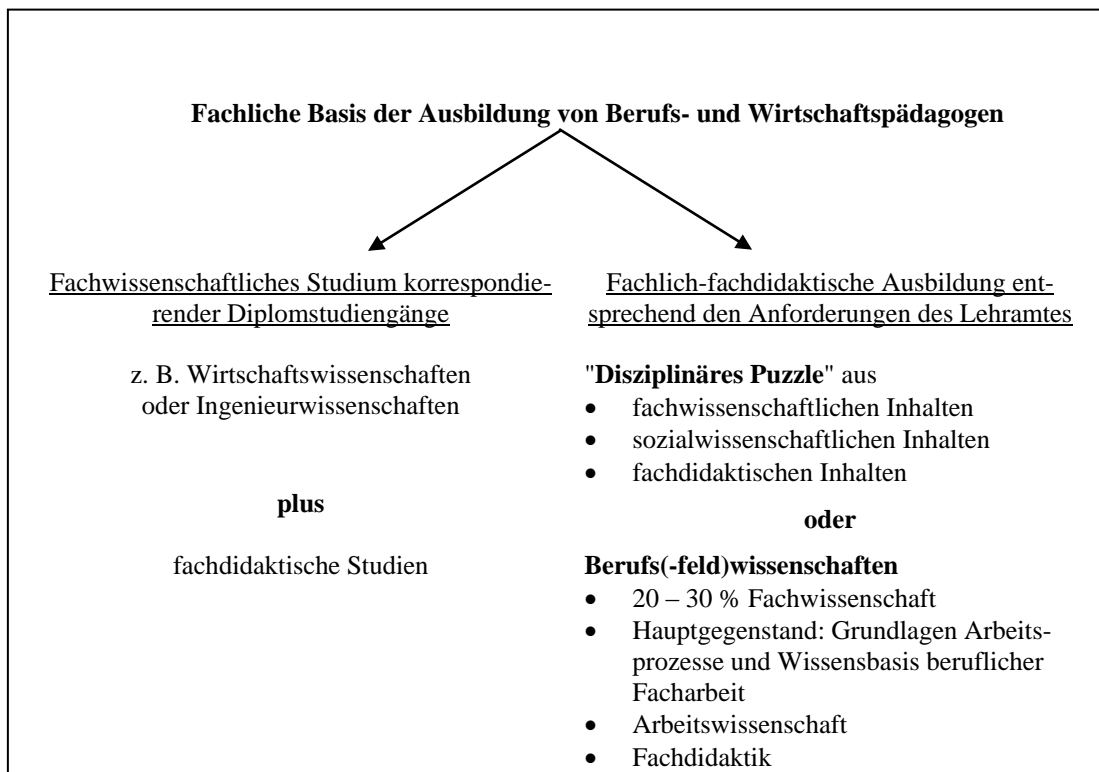 Fachliche Basis der Ausbildung von Berufs- und Wirtschaftspädagogen
Fachwissenschaftliches Studium korrespondie-
render Diplomstudiengänge
z. B. Wirtschaftswissenschaften
oder Ingenieurwissenschaften
plus
fachdidaktische Studien
Fachlich-fachdidaktische Ausbildung ent-
sprechend den Anforderungen des Lehramtes
"Disziplinäres Puzzle" aus
• fachwissenschaftlichen Inhalten
• sozialwissenschaftlichen Inhalten
• fachdidaktischen Inhalten
oder
Berufs(-feld)wissenschaften
• 20 – 30 % Fachwissenschaft
• Hauptgegenstand: Grundlagen Arbeits-
prozesse und Wissensbasis beruflicher
Facharbeit
• Arbeitswissenschaft
• Fachdidaktik